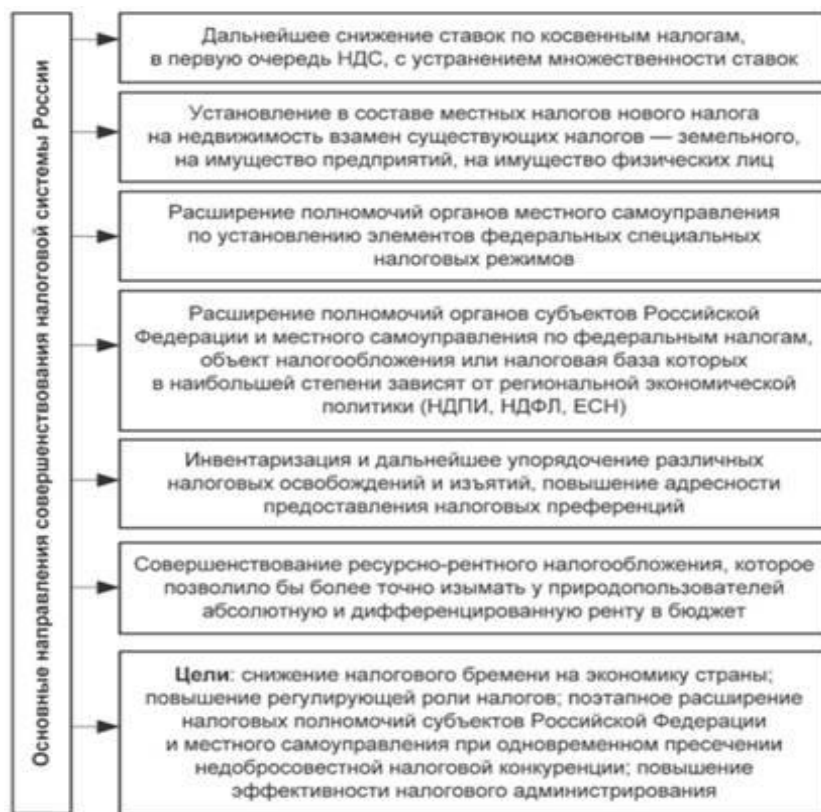 Основные направления совершенствования налоговой системы России
Дальнейшее снижение ставок по косвенным налогам,
в первую очередь НДС, с устранением множественности ставок
Установление в составе местных налогов нового налога
на недвижимость взамен существующих налогов — земельного,
на имущество предприятий, на имущество физических лиц
Расширение полномочий органов местного самоуправления
по установлению элементов федеральных специальных
налоговых режимов
Расширение полномочий органов субъектов Российской
Федерации и местного самоуправления по федеральным налогам,
объект налогообложения или налоговая база которых
в наибольшей степени зависят от региональной экономической
политики (НДПИ, НДФЛ, ЕСН)
Инвентаризация и дальнейшее упорядочение различных
налоговых освобождений и изъятий, повышение адресности
предоставления налоговых преференций
Совершенствование ресурсно-рентного налогообложения, которое
позволило бы более точно изымать у природопользователей
абсолютную и дифференцированную ренту в бюджет
Цели: снижение налогового бремени на экономику страны;
повышение регулирующей роли налогов; поэтапное расширение
налоговых полномочий субъектов Российской Федерации
и местного самоуправления при одновременном пресечении
недобросовестной налоговой конкуренции; повышение
эффективности налогового администрирования